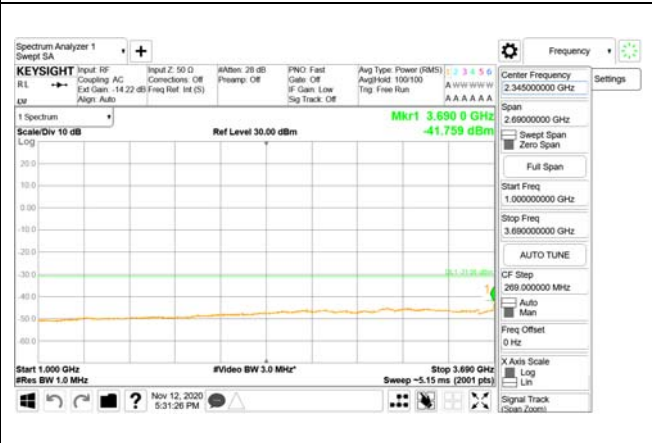 Spectrum Analyzer 1
Swept SA
Frequency
KEYSIGHT
RL
Input: RF
Coupling: AC
Ext Gain: -14.22 dB
Align: Auto
Input Z: 50 Ω
Corrections: Off
Freq Ref: Int (S)
#Atten: 28 dB
Preamp: Off
PNO: Fast
Gate: Off
IF Gain: Low
Sig Track: Off
Avg Type: Power (RMS)
Avg|Hold: 100/100
Trig: Free Run
1 2 3 4 5 6
A W W W W W
A A A A A A
1 Spectrum
Mkr1 3.690 0 GHz
Scale/Div 10 dB
Ref Level 30.00 dBm
-41.759 dBm
Log
20.0
10.0
0.00
-10.0
-20.0
-30.0
-40.0
-50.0
-60.0
1
Start 1.000 GHz
#Video BW 3.0 MHz*
Stop 3.690 GHz
#Res BW 1.0 MHz
Sweep ~5.15 ms (2001 pts)
Nov 12, 2020
5:31:26 PM
Center Frequency
2.345000000 GHz
Settings
Span
2.69000000 GHz
Swept Span
Zero Span
Full Span
Start Freq
1.000000000 GHz
Stop Freq
3.690000000 GHz
AUTO TUNE
CF Step
269.000000 MHz
Auto
Man
Freq Offset
0 Hz
X Axis Scale
Log
Lin
Signal Track
(Span Zoom)